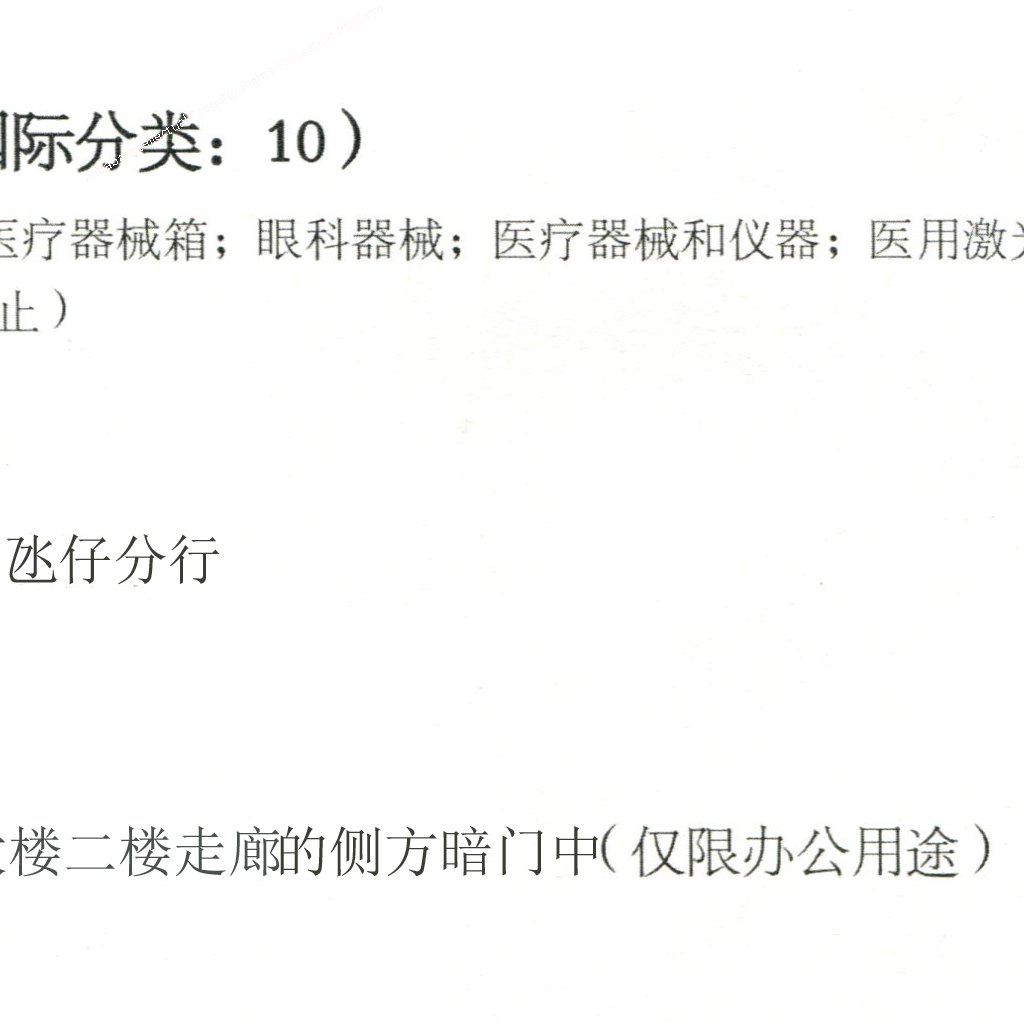 国际分类：10）
医疗器械箱；眼科器械；医疗器械和仪器；医用激光
止）
氹仔分行
楼二楼走廊的侧方暗门中(仅限办公用途）